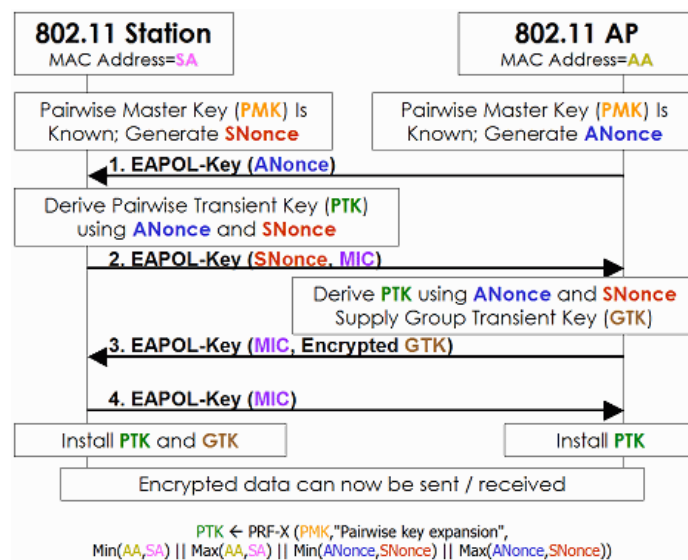 802.11 Station
MAC Address=SA
802.11 AP
MAC Address=AA
Pairwise Master Key (PMK) Is
Known; Generate SNonce
Pairwise Master Key (PMK) Is
Known; Generate ANonce
1. EAPOL-Key (ANonce)
Derive Pairwise Transient Key (PTK)
using ANonce and SNonce
2. EAPOL-Key (SNonce, MIC)
Derive PTK using ANonce and SNonce
Supply Group Transient Key (GTK)
3. EAPOL-Key (MIC, Encrypted GTK)
4. EAPOL-Key (MIC)
Install PTK and GTK
Install PTK
Encrypted data can now be sent / received
PTK ← PRF-X (PMK,"Pairwise key expansion",
Min(AA,SA) || Max(AA,SA) || Min(ANonce,SNonce) || Max(ANonce,SNonce))